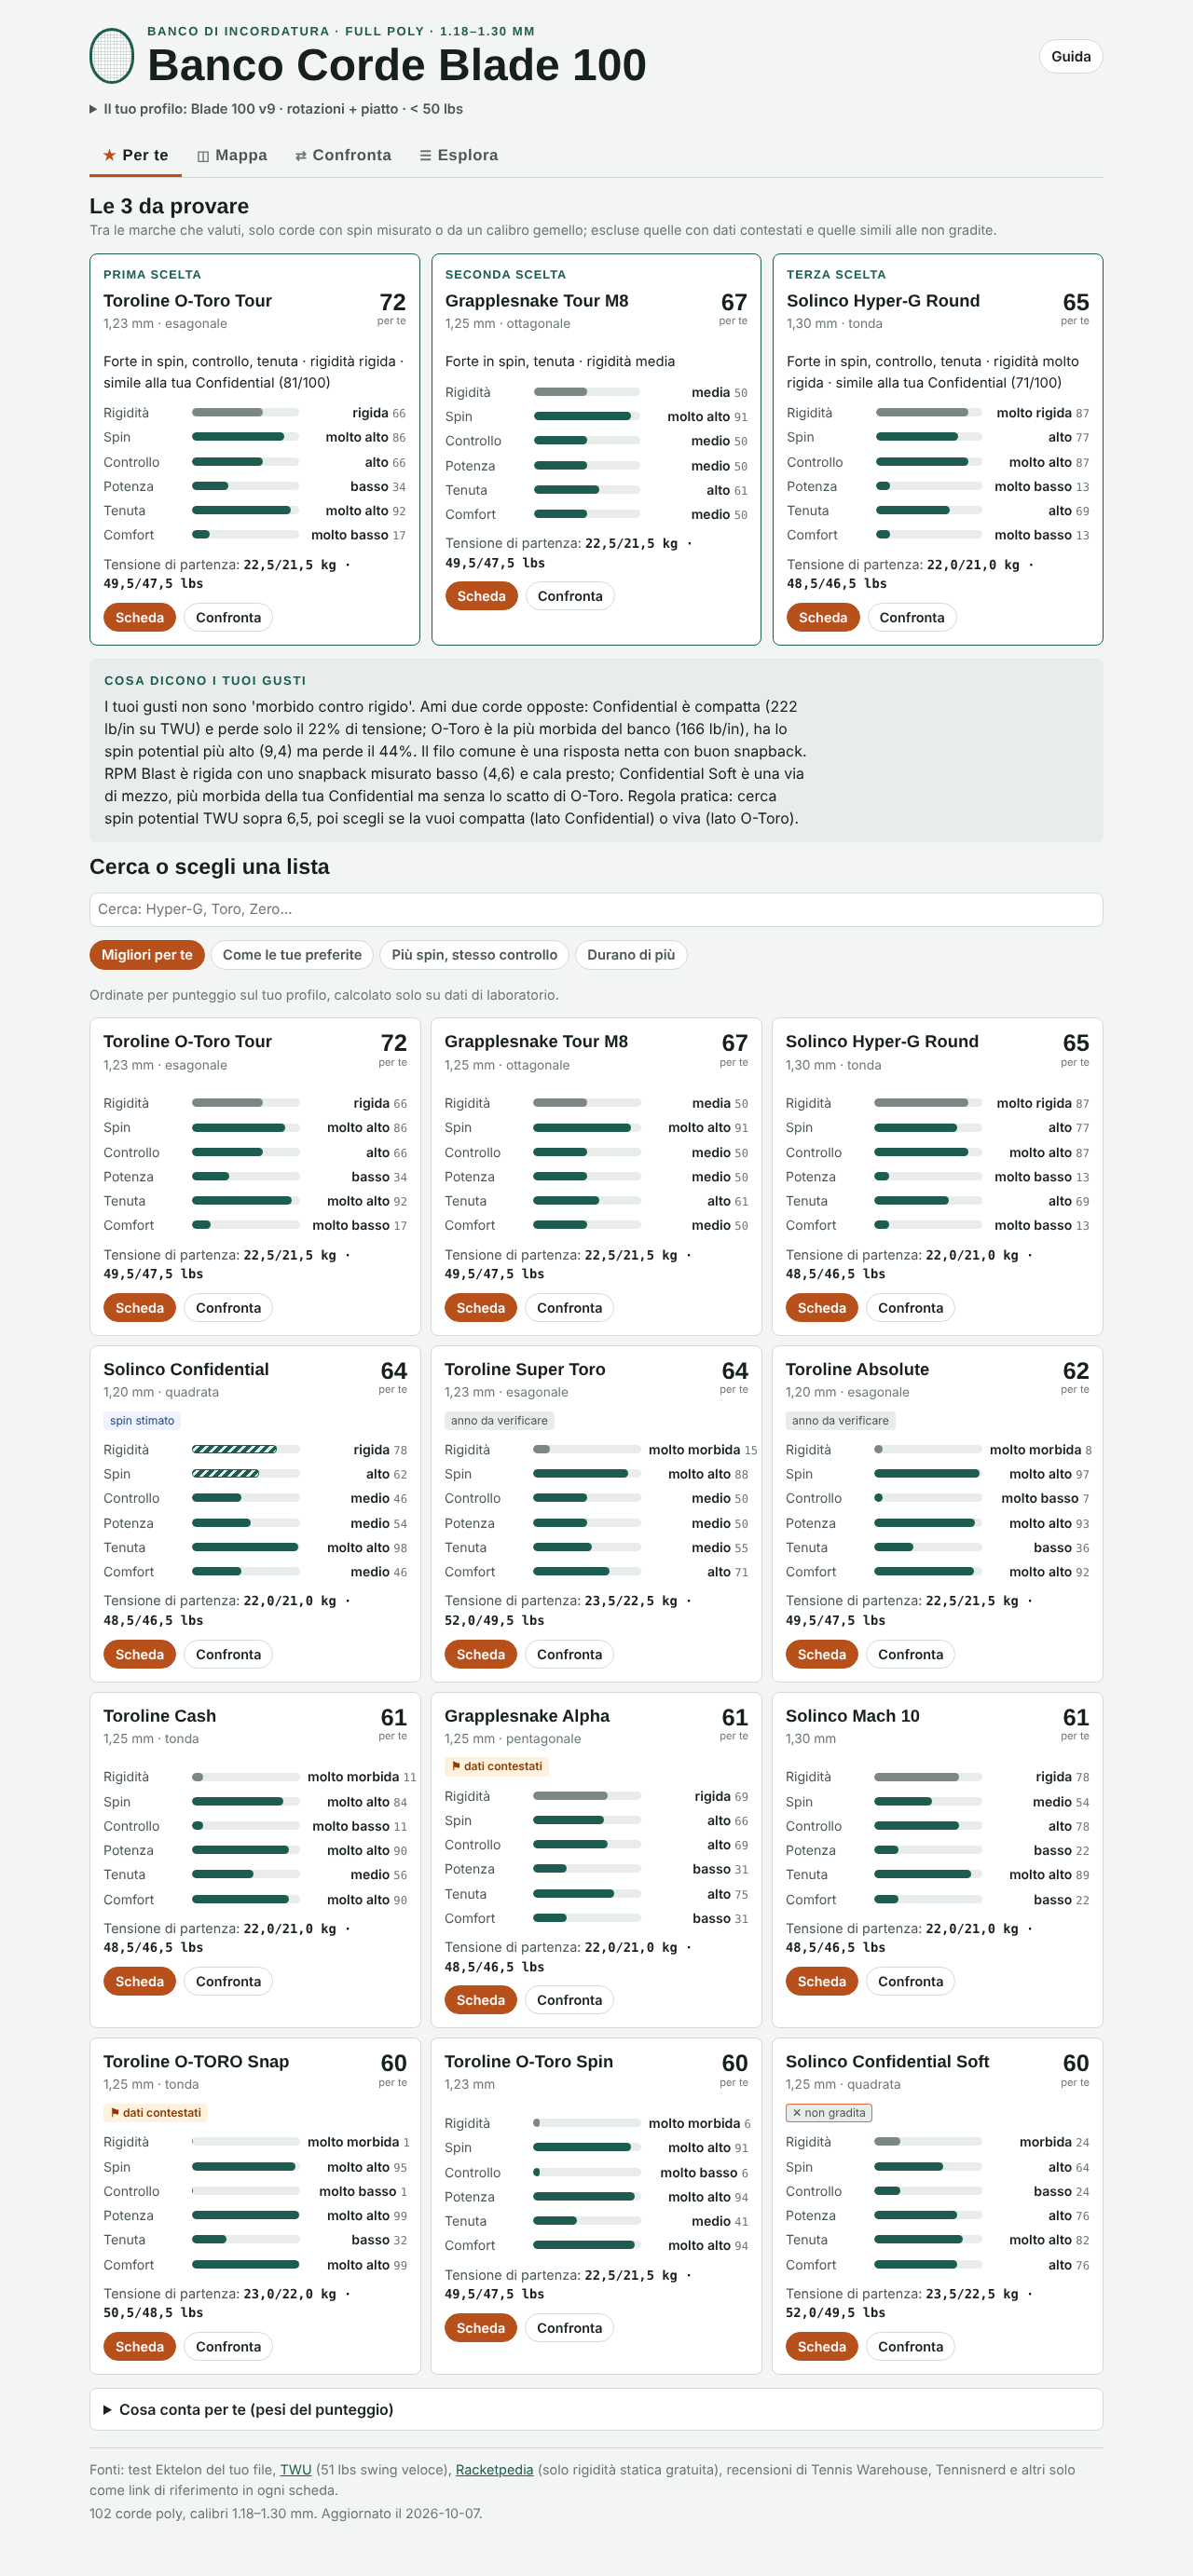 BANCO DI INCORDATURA · FULL POLY · 1.18–1.30 MM
Banco Corde Blade 100
Guida
▶ Il tuo profilo: Blade 100 v9 · rotazioni + piatto · < 50 lbs
★ Per te
◫ Mappa
⇄ Confronta
☰ Esplora
Le 3 da provare
Tra le marche che valuti, solo corde con spin misurato o da un calibro gemello; escluse quelle con dati contestati e quelle simili alle non gradite.
PRIMA SCELTA
Toroline O-Toro Tour
72
1,23 mm · esagonale
per te
Forte in spin, controllo, tenuta · rigidità rigida ·
simile alla tua Confidential (81/100)
Rigidità rigida 66
Spin molto alto 86
Controllo alto 66
Potenza basso 34
Tenuta molto alto 92
Comfort molto basso 17
Tensione di partenza: 22,5/21,5 kg ·
49,5/47,5 lbs
Scheda Confronta
SECONDA SCELTA
Grapplesnake Tour M8
67
1,25 mm · ottagonale
per te
Forte in spin, tenuta · rigidità media
Rigidità media 50
Spin molto alto 91
Controllo medio 50
Potenza medio 50
Tenuta alto 61
Comfort medio 50
Tensione di partenza: 22,5/21,5 kg ·
49,5/47,5 lbs
Scheda Confronta
TERZA SCELTA
Solinco Hyper-G Round
65
1,30 mm · tonda
per te
Forte in spin, controllo, tenuta · rigidità molto
rigida · simile alla tua Confidential (71/100)
Rigidità molto rigida 87
Spin alto 77
Controllo molto alto 87
Potenza molto basso 13
Tenuta alto 69
Comfort molto basso 13
Tensione di partenza: 22,0/21,0 kg ·
48,5/46,5 lbs
Scheda Confronta
COSA DICONO I TUOI GUSTI
I tuoi gusti non sono 'morbido contro rigido'. Ami due corde opposte: Confidential è compatta (222
lb/in su TWU) e perde solo il 22% di tensione; O-Toro è la più morbida del banco (166 lb/in), ha lo
spin potential più alto (9,4) ma perde il 44%. Il filo comune è una risposta netta con buon snapback.
RPM Blast è rigida con uno snapback misurato basso (4,6) e cala presto; Confidential Soft è una via
di mezzo, più morbida della tua Confidential ma senza lo scatto di O-Toro. Regola pratica: cerca
spin potential TWU sopra 6,5, poi scegli se la vuoi compatta (lato Confidential) o viva (lato O-Toro).
Cerca o scegli una lista
Cerca: Hyper-G, Toro, Zero...
Migliori per te
Come le tue preferite
Più spin, stesso controllo
Durano di più
Ordinate per punteggio sul tuo profilo, calcolato solo su dati di laboratorio.
Toroline O-Toro Tour
72
1,23 mm · esagonale
per te
Rigidità rigida 66
Spin molto alto 86
Controllo alto 66
Potenza basso 34
Tenuta molto alto 92
Comfort molto basso 17
Tensione di partenza: 22,5/21,5 kg ·
49,5/47,5 lbs
Scheda Confronta
Grapplesnake Tour M8
67
1,25 mm · ottagonale
per te
Rigidità media 50
Spin molto alto 91
Controllo medio 50
Potenza medio 50
Tenuta alto 61
Comfort medio 50
Tensione di partenza: 22,5/21,5 kg ·
49,5/47,5 lbs
Scheda Confronta
Solinco Hyper-G Round
65
1,30 mm · tonda
per te
Rigidità molto rigida 87
Spin alto 77
Controllo molto alto 87
Potenza molto basso 13
Tenuta alto 69
Comfort molto basso 13
Tensione di partenza: 22,0/21,0 kg ·
48,5/46,5 lbs
Scheda Confronta
Solinco Confidential
64
1,20 mm · quadrata
per te
spin stimato
Rigidità rigida 78
Spin alto 62
Controllo medio 46
Potenza medio 54
Tenuta molto alto 98
Comfort medio 46
Tensione di partenza: 22,0/21,0 kg ·
48,5/46,5 lbs
Scheda Confronta
Toroline Super Toro
64
1,23 mm · esagonale
per te
anno da verificare
Rigidità molto morbida 15
Spin molto alto 88
Controllo medio 50
Potenza medio 50
Tenuta medio 55
Comfort alto 71
Tensione di partenza: 23,5/22,5 kg ·
52,0/49,5 lbs
Scheda Confronta
Toroline Absolute
62
1,20 mm · esagonale
per te
anno da verificare
Rigidità molto morbida 8
Spin molto alto 97
Controllo molto basso 7
Potenza molto alto 93
Tenuta basso 36
Comfort molto alto 92
Tensione di partenza: 22,5/21,5 kg ·
49,5/47,5 lbs
Scheda Confronta
Toroline Cash
61
1,25 mm · tonda
per te
Rigidità molto morbida 11
Spin molto alto 84
Controllo molto basso 11
Potenza molto alto 90
Tenuta medio 56
Comfort molto alto 90
Tensione di partenza: 22,0/21,0 kg ·
48,5/46,5 lbs
Scheda Confronta
Grapplesnake Alpha
61
1,25 mm · pentagonale
per te
⚑ dati contestati
Rigidità rigida 69
Spin alto 66
Controllo alto 69
Potenza basso 31
Tenuta alto 75
Comfort basso 31
Tensione di partenza: 22,0/21,0 kg ·
48,5/46,5 lbs
Scheda Confronta
Solinco Mach 10
61
1,30 mm
per te
Rigidità rigida 78
Spin medio 54
Controllo alto 78
Potenza basso 22
Tenuta molto alto 89
Comfort basso 22
Tensione di partenza: 22,0/21,0 kg ·
48,5/46,5 lbs
Scheda Confronta
Toroline O-TORO Snap
60
1,25 mm · tonda
per te
⚑ dati contestati
Rigidità molto morbida 1
Spin molto alto 95
Controllo molto basso 1
Potenza molto alto 99
Tenuta basso 32
Comfort molto alto 99
Tensione di partenza: 23,0/22,0 kg ·
50,5/48,5 lbs
Scheda Confronta
Toroline O-Toro Spin
60
1,23 mm
per te
Rigidità molto morbida 6
Spin molto alto 91
Controllo molto basso 6
Potenza molto alto 94
Tenuta medio 41
Comfort molto alto 94
Tensione di partenza: 22,5/21,5 kg ·
49,5/47,5 lbs
Scheda Confronta
Solinco Confidential Soft
60
1,25 mm · quadrata
per te
✕ non gradita
Rigidità morbida 24
Spin alto 64
Controllo basso 24
Potenza alto 76
Tenuta molto alto 82
Comfort alto 76
Tensione di partenza: 23,5/22,5 kg ·
52,0/49,5 lbs
Scheda Confronta
▶ Cosa conta per te (pesi del punteggio)
Fonti: test Ektelon del tuo file, TWU (51 lbs swing veloce), Racketpedia (solo rigidità statica gratuita), recensioni di Tennis Warehouse, Tennisnerd e altri solo
come link di riferimento in ogni scheda.
102 corde poly, calibri 1.18–1.30 mm. Aggiornato il 2026-10-07.